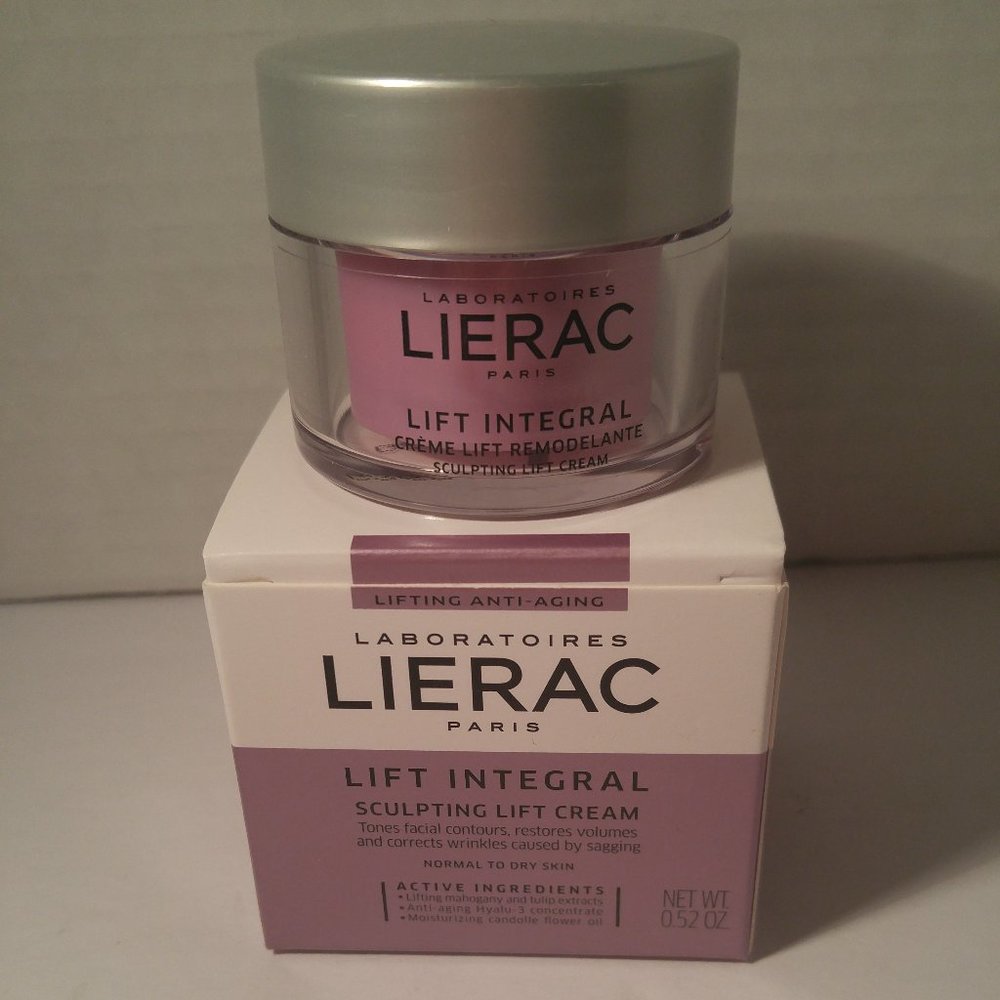 PARIS
LABORATOIRES
LIERAC
PARIS
LIFT INTEGRAL
CRÈME LIFT REMODELANTE
SCULPTING LIFT CREAM
LIFTING ANTI-AGING
LABORATOIRES
LIERAC
PARIS
LIFT INTEGRAL
SCULPTING LIFT CREAM
Tones facial contours, restores volumes
and corrects wrinkles caused by sagging
NORMAL TO DRY SKIN
ACTIVE INGREDIENTS
• Lifting mahogany and tulip extracts
• Anti-aging Hyalu-3 concentrate
• Moisturizing candolle flower oil
NET WT.
0.52 OZ.